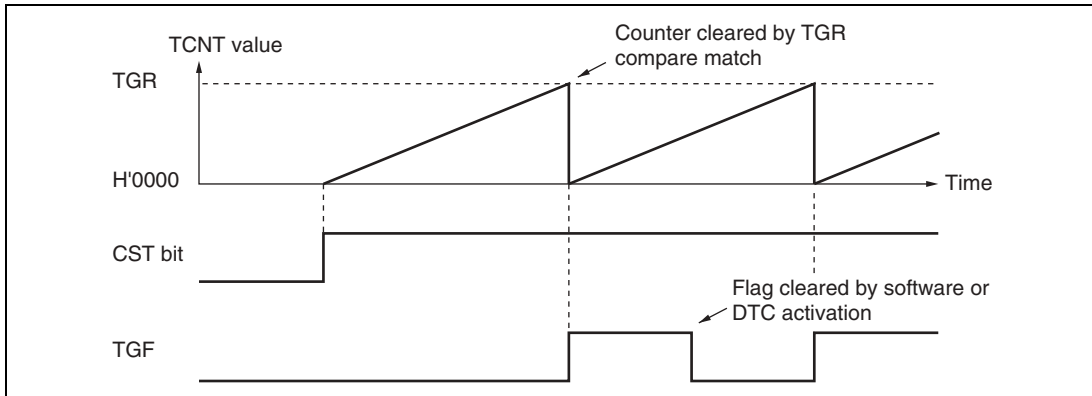 Counter cleared by TGR
compare match
TCNT value
TGR
H'0000
Time
CST bit
Flag cleared by software or
DTC activation
TGF